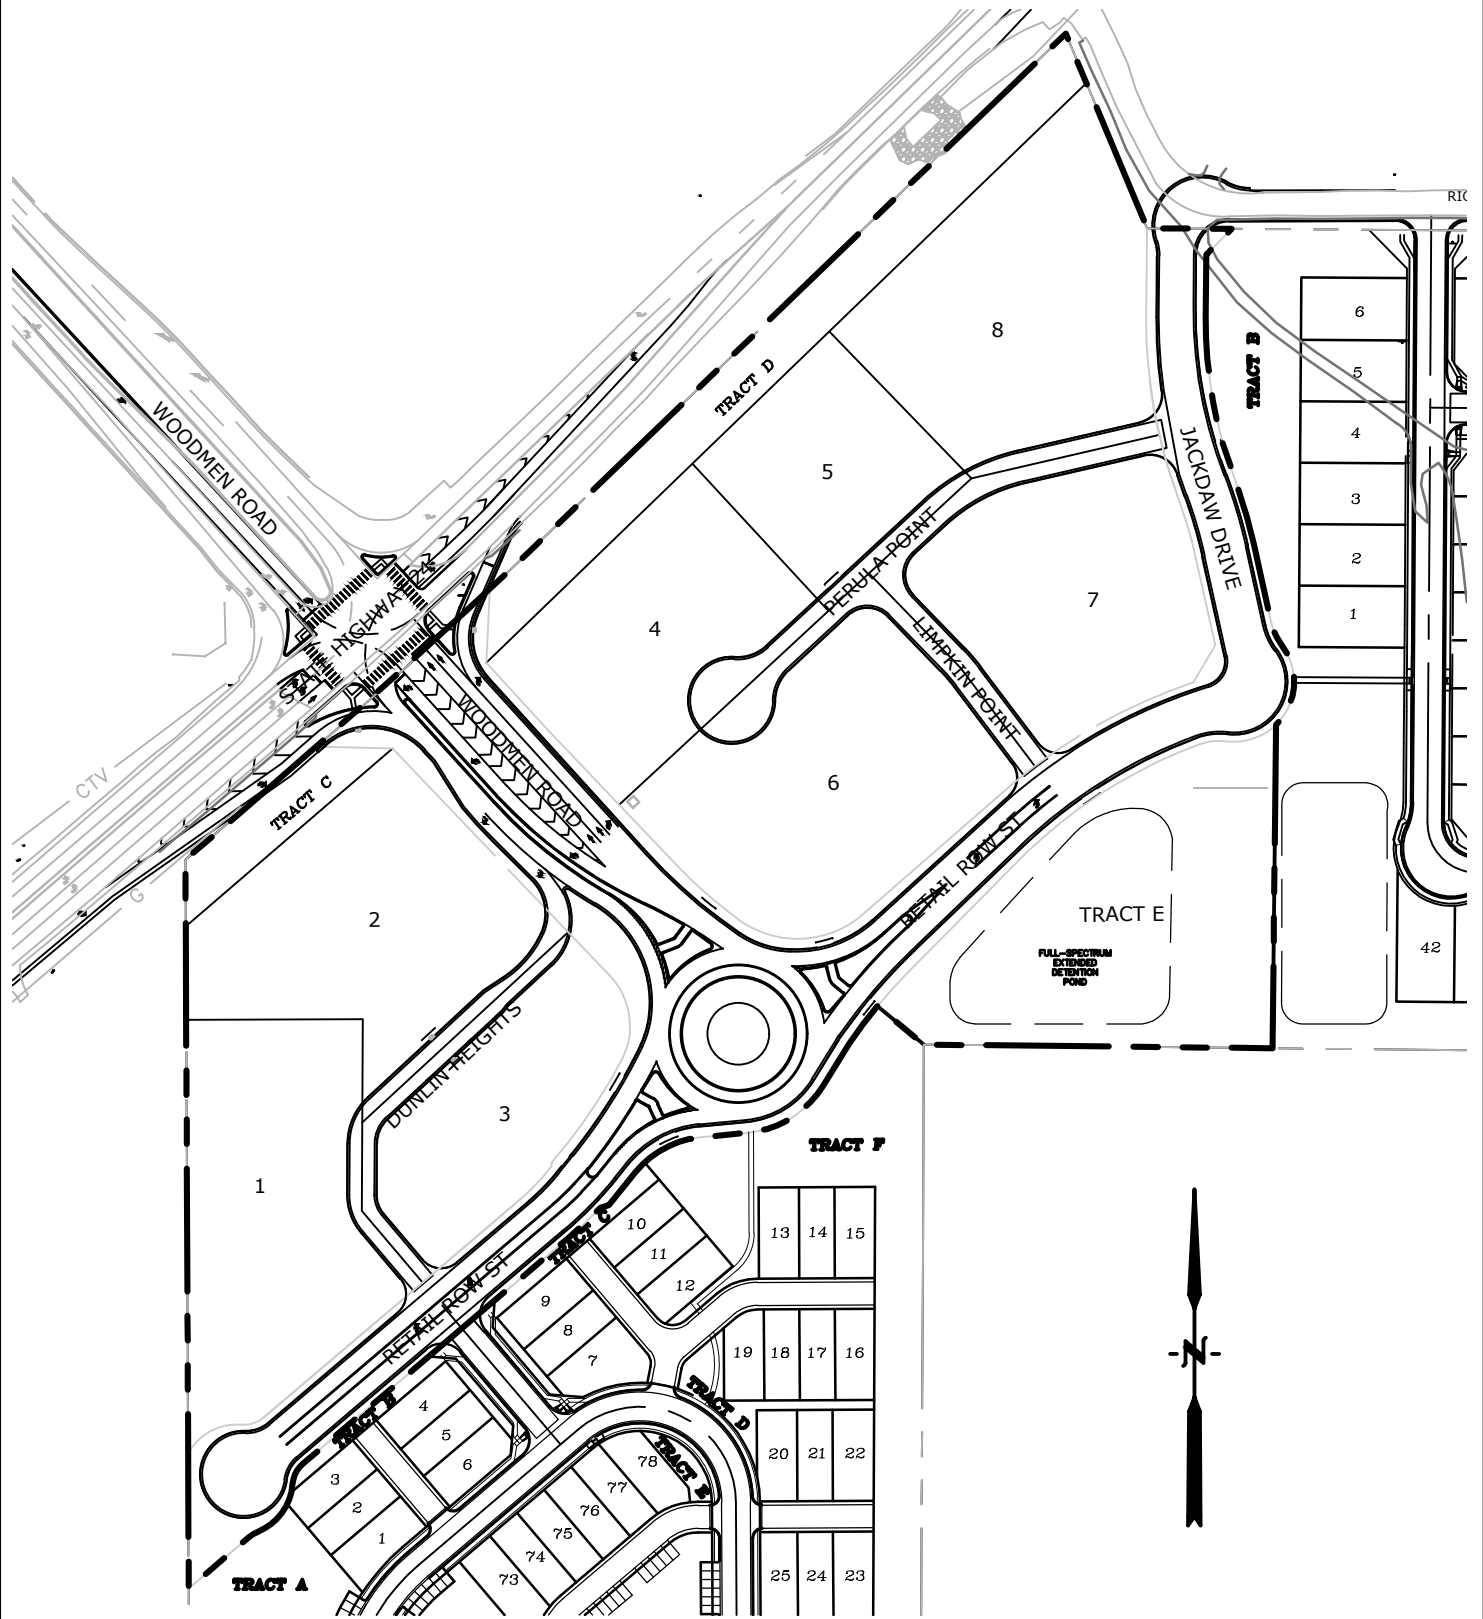 RIC
8
TRACT D
TRACT B
6
5
4
3
2
1
WOODMEN ROAD
JACKDAW DRIVE
5
PERULA POINT
7
4
LIMPKIN POINT
STATE HIGHWAY 24
WOODMEN ROAD
6
CTV
TRACT C
G
RETAIL ROW ST
2
TRACT E
FULL-SPECTRUM
EXTENDED
DETENTION
POND
42
DUNLIN HEIGHTS
3
1
TRACT F
TRACT C
10
11
12
13
14
15
RETAIL ROW ST
9
8
7
19
18
17
16
N
TRACT B
4
5
6
TRACT D
3
2
1
TRACT E
78
77
76
75
74
73
20
21
22
TRACT A
25
24
23